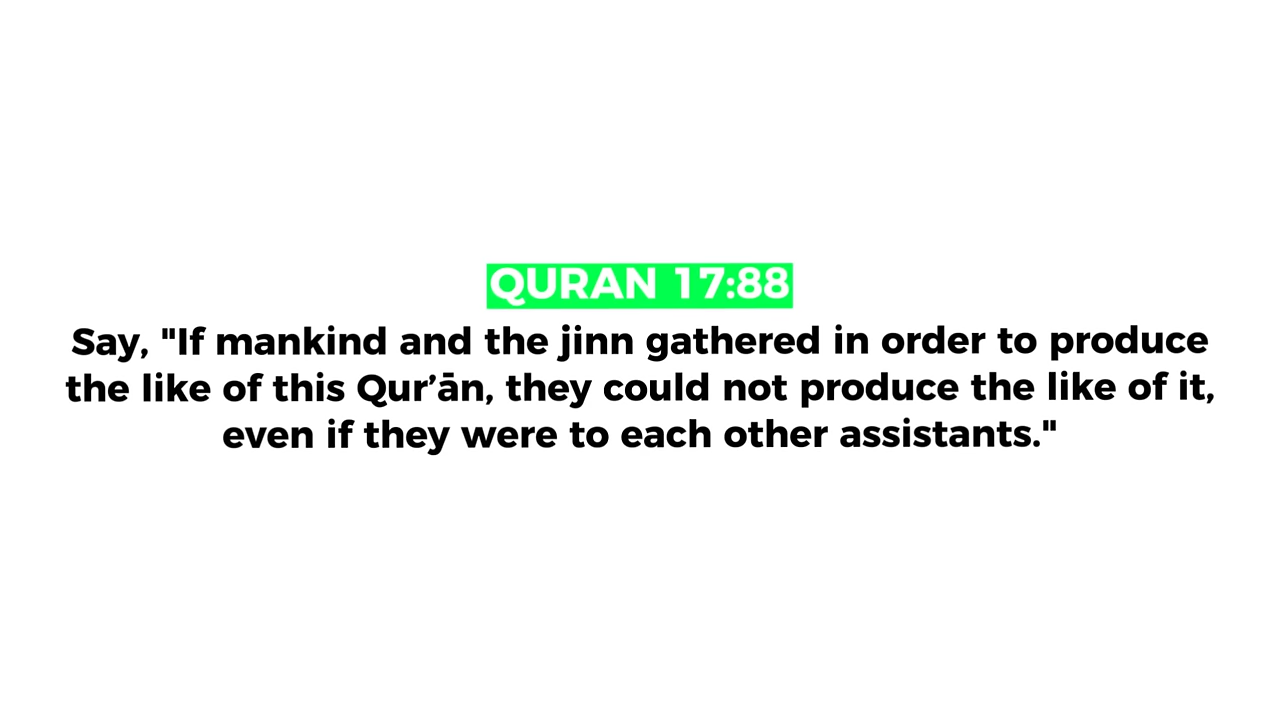 QURAN 17:88
Say, "If mankind and the jinn gathered in order to produce
the like of this Qur’ān, they could not produce the like of it,
even if they were to each other assistants."